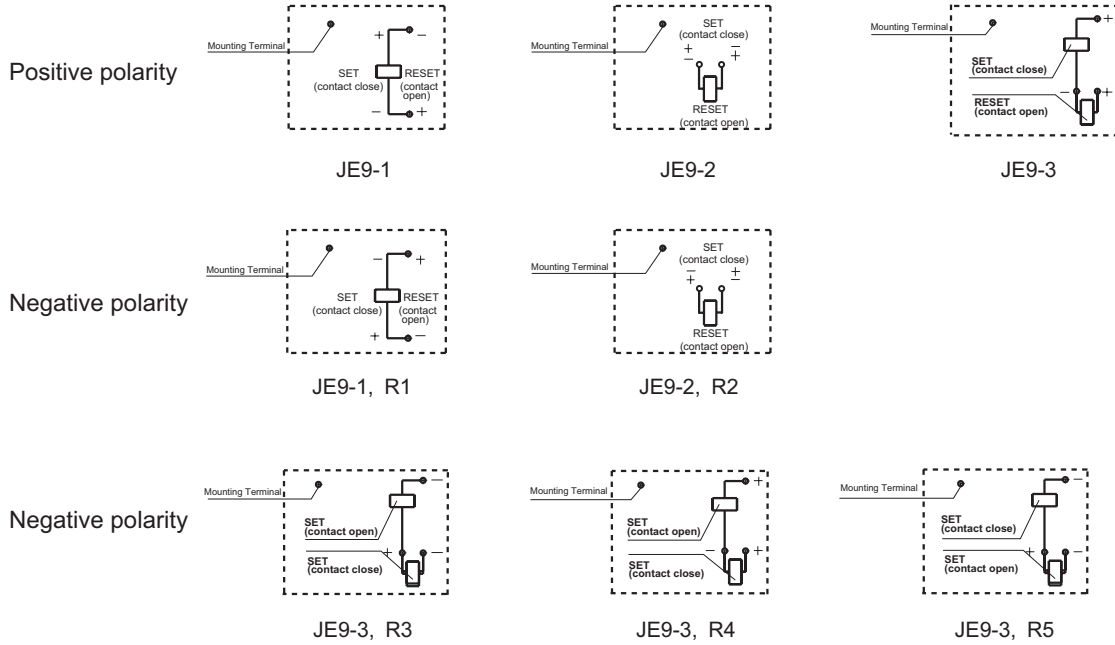 Positive polarity
Mounting Terminal
+ −
SET
(contact close)
RESET
(contact
open)
− +
JE9-1
Mounting Terminal
SET
(contact close)
+ −
− +
RESET
(contact open)
JE9-2
Mounting Terminal
+
SET
(contact close)
− +
RESET
(contact open)
JE9-3
Negative polarity
Mounting Terminal
− +
SET
(contact close)
RESET
(contact
open)
+ −
JE9-1, R1
Mounting Terminal
SET
(contact close)
− +
+ −
RESET
(contact open)
JE9-2, R2
Negative polarity
Mounting Terminal
−
SET
(contact open)
+ −
SET
(contact close)
JE9-3, R3
Mounting Terminal
+
SET
(contact open)
− +
SET
(contact close)
JE9-3, R4
Mounting Terminal
−
SET
(contact close)
+ −
SET
(contact open)
JE9-3, R5